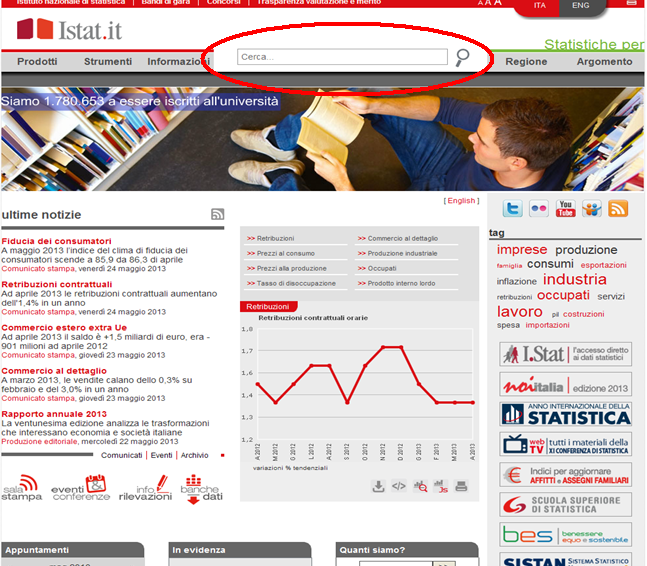 Istituto nazionale di statistica | Bandi di gara | Concorsi | Trasparenza valutazione e merito
A A A
ITA
ENG
Istat.it
Cerca...
Statistiche per
Prodotti
Strumenti
Informazioni
Regione
Argomento
Siamo 1.780.653 a essere iscritti all'università
[ English ]
ultime notizie
Fiducia dei consumatori
A maggio 2013 l'indice del clima di fiducia dei
consumatori scende a 85,9 da 86,3 di aprile
Comunicato stampa, venerdì 24 maggio 2013
Retribuzioni contrattuali
Ad aprile 2013 le retribuzioni contrattuali aumentano
dell'1,4% in un anno
Comunicato stampa, venerdì 24 maggio 2013
Commercio estero extra Ue
Ad aprile 2013 il saldo è +1,5 miliardi di euro, era -
901 milioni ad aprile 2012
Comunicato stampa, giovedì 23 maggio 2013
Commercio al dettaglio
A marzo 2013, le vendite calano dello 0,3% su
febbraio e del 3,0% in un anno
Comunicato stampa, giovedì 23 maggio 2013
Rapporto annuale 2013
La ventunesima edizione analizza le trasformazioni
che interessano economia e società italiane
Produzione editoriale, mercoledì 22 maggio 2013
Comunicati | Eventi | Archivio
sala stampa
eventi & conferenze
info rilevazioni
banche dati
>> Retribuzioni
>> Commercio al dettaglio
>> Prezzi al consumo
>> Produzione industriale
>> Prezzi alla produzione
>> Occupati
>> Tasso di disoccupazione
>> Prodotto interno lordo
Retribuzioni
Retribuzioni contrattuali orarie
1,8
1,6
1,4
1,2
A 2012
M 2012
G 2012
L 2012
A 2012
S 2012
O 2012
N 2012
D 2012
G 2013
F 2013
M 2013
A 2013
variazioni % tendenziali
JS
You Tube
tag
imprese produzione
famiglia consumi esportazioni
inflazione industria
retribuzioni occupati servizi
lavoro pil costruzioni
spesa importazioni
I.Stat | l'accesso diretto ai dati statistici
noi italia | edizione 2013
ANNO INTERNAZIONALE DELLA
STATISTICA
web TV | tutti i materiali della
XI CONFERENZA DI STATISTICA
Indici per aggiornare
AFFITTI e ASSEGNI FAMILIARI
SCUOLA SUPERIORE
DI STATISTICA
bes | benessere
equo e sostenibile
SISTAN | SISTEMA STATISTICO
Appuntamenti
In evidenza
Quanti siamo?